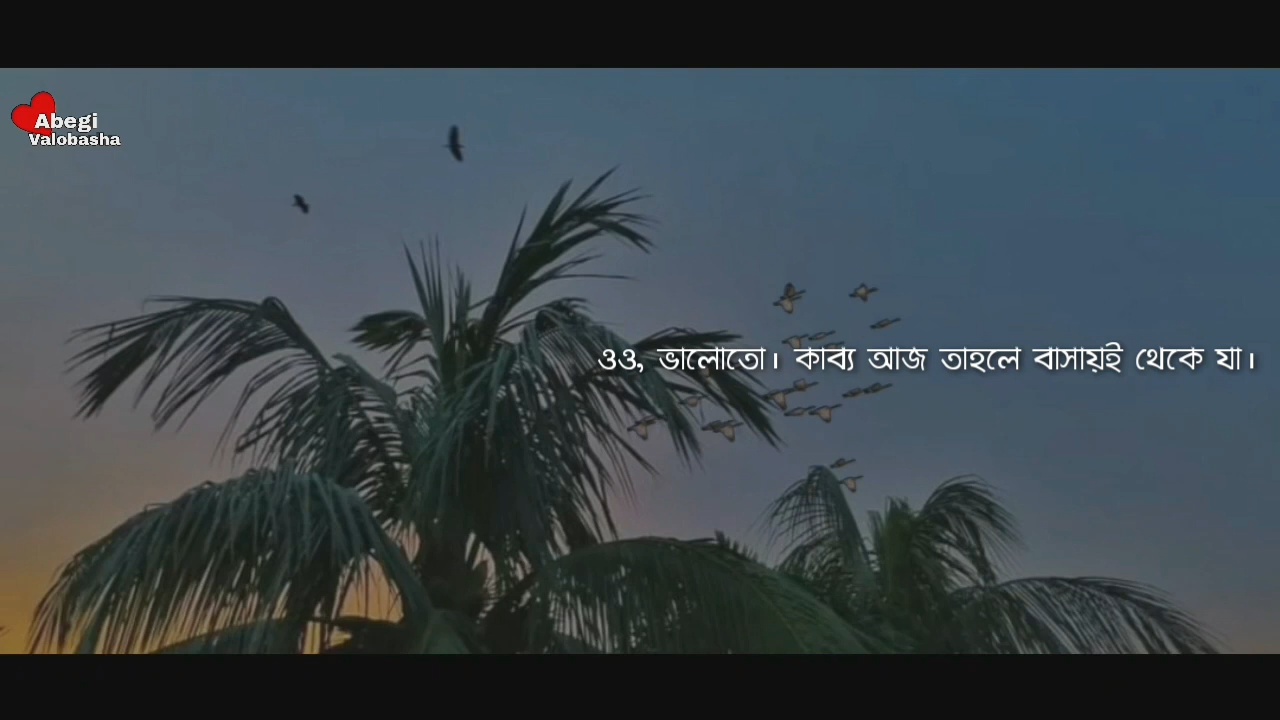 Abegi
Valobasha
ওও, ভালোতো। কাব্য আজ তাহলে বাসায়ই থেকে যা।